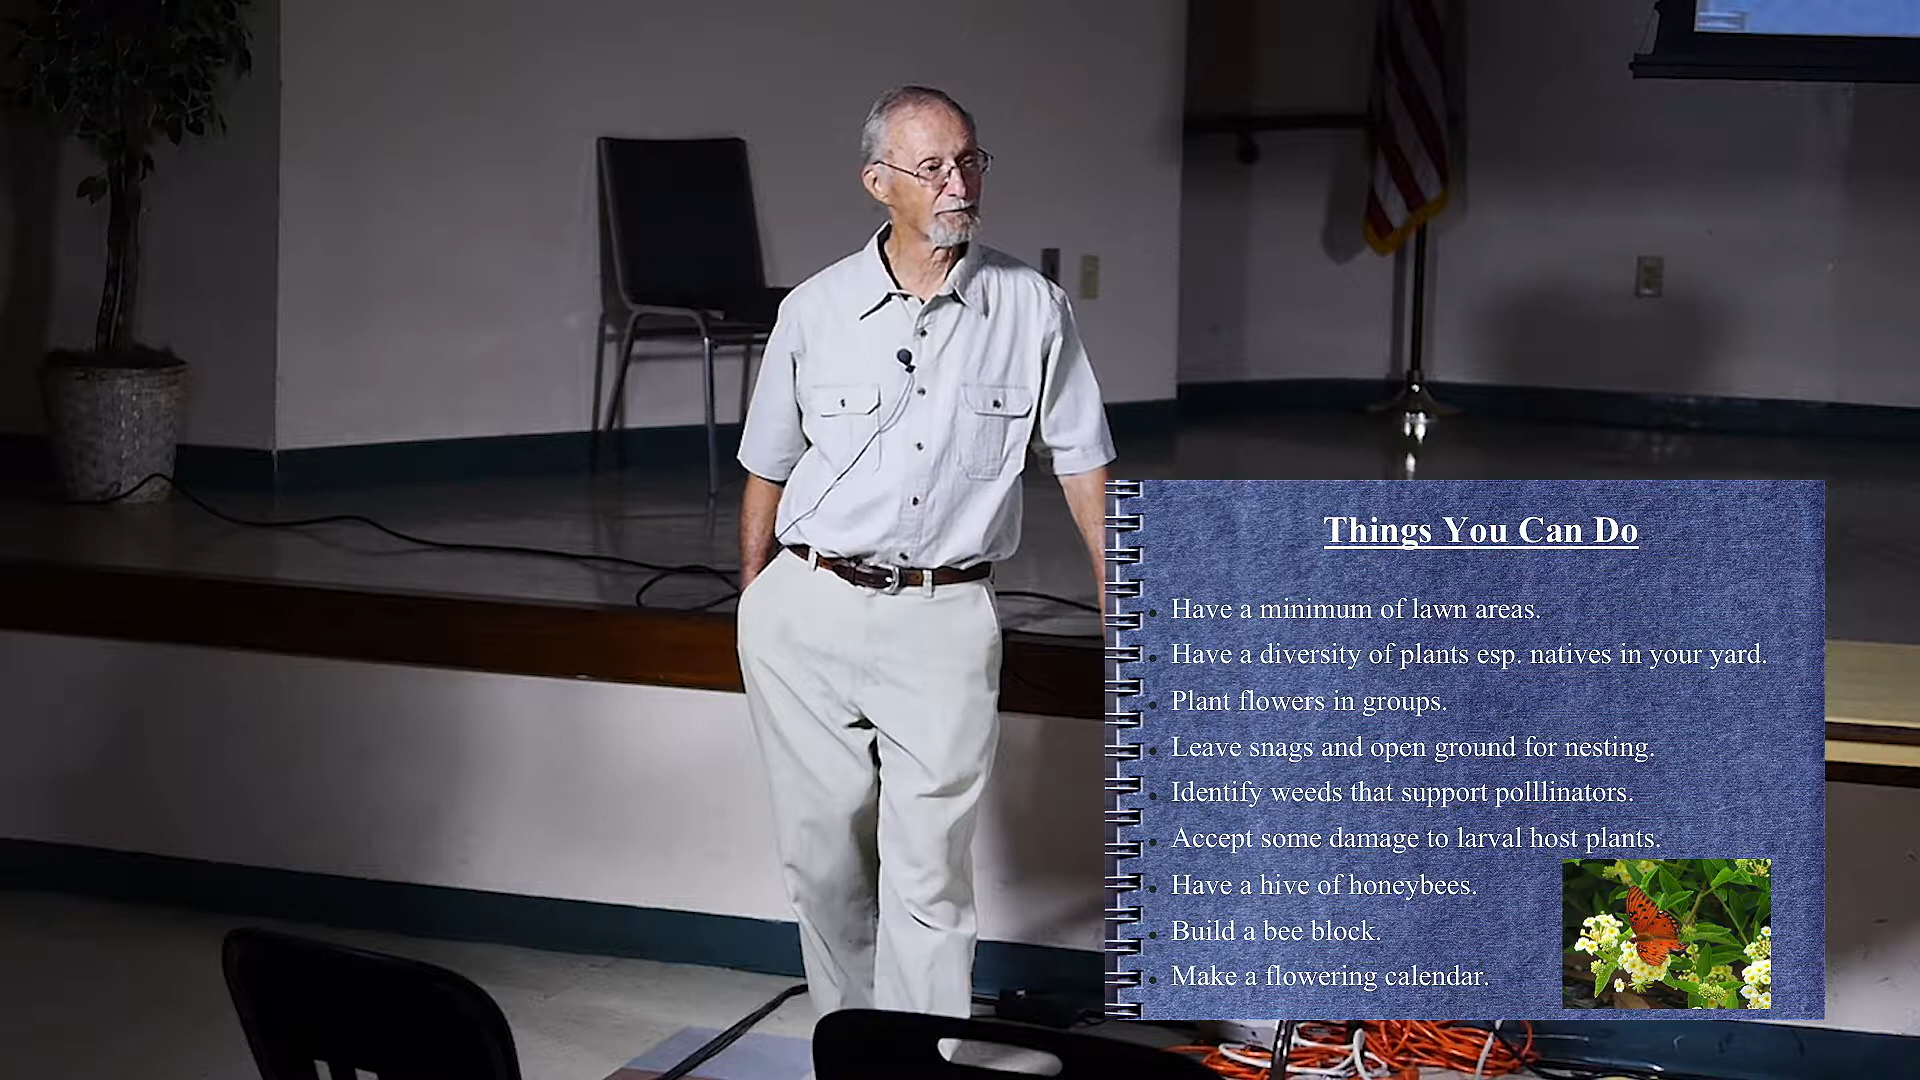 Things You Can Do
Have a minimum of lawn areas.
Have a diversity of plants esp. natives in your yard.
Plant flowers in groups.
Leave snags and open ground for nesting.
Identify weeds that support polllinators.
Accept some damage to larval host plants.
Have a hive of honeybees.
Build a bee block.
Make a flowering calendar.